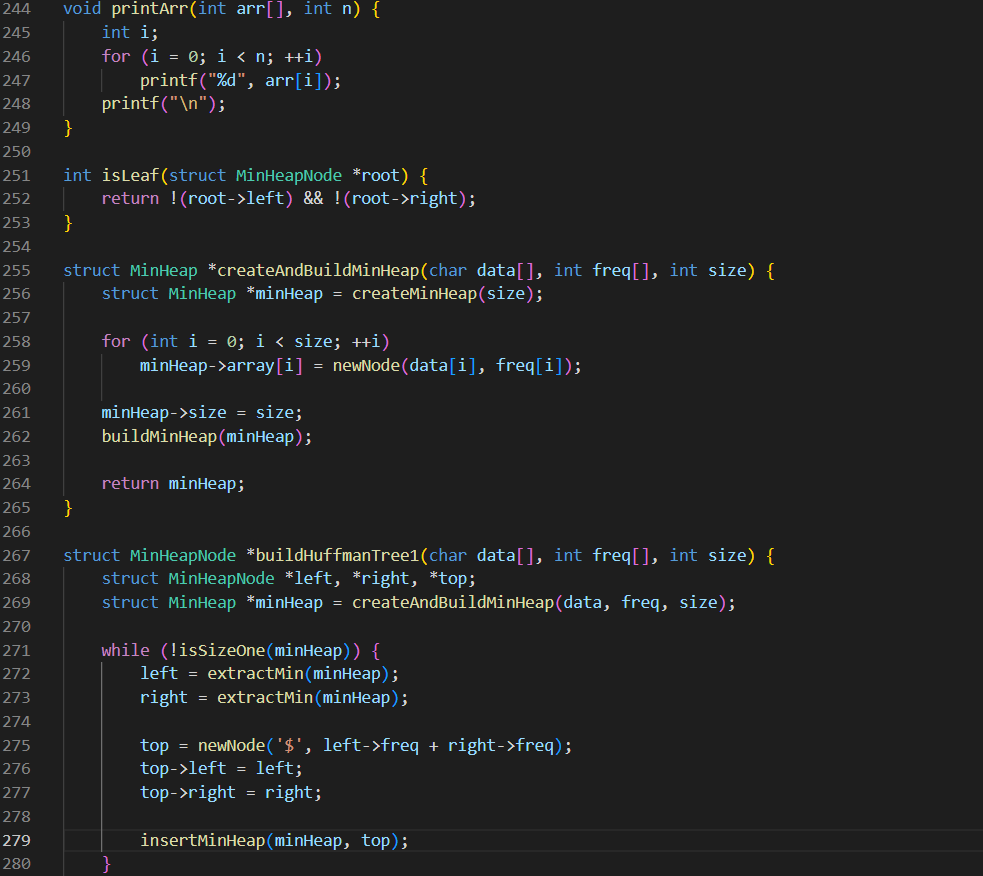 244 void printArr(int arr[], int n) {
245     int i;
246     for (i = 0; i < n; ++i)
247         printf("%d", arr[i]);
248     printf("\n");
249 }
250
251 int isLeaf(struct MinHeapNode *root) {
252     return !(root->left) && !(root->right);
253 }
254
255 struct MinHeap *createAndBuildMinHeap(char data[], int freq[], int size) {
256     struct MinHeap *minHeap = createMinHeap(size);
257
258     for (int i = 0; i < size; ++i)
259         minHeap->array[i] = newNode(data[i], freq[i]);
260
261     minHeap->size = size;
262     buildMinHeap(minHeap);
263
264     return minHeap;
265 }
266
267 struct MinHeapNode *buildHuffmanTree1(char data[], int freq[], int size) {
268     struct MinHeapNode *left, *right, *top;
269     struct MinHeap *minHeap = createAndBuildMinHeap(data, freq, size);
270
271     while (!isSizeOne(minHeap)) {
272         left = extractMin(minHeap);
273         right = extractMin(minHeap);
274
275         top = newNode('$', left->freq + right->freq);
276         top->left = left;
277         top->right = right;
278
279         insertMinHeap(minHeap, top);
280     }